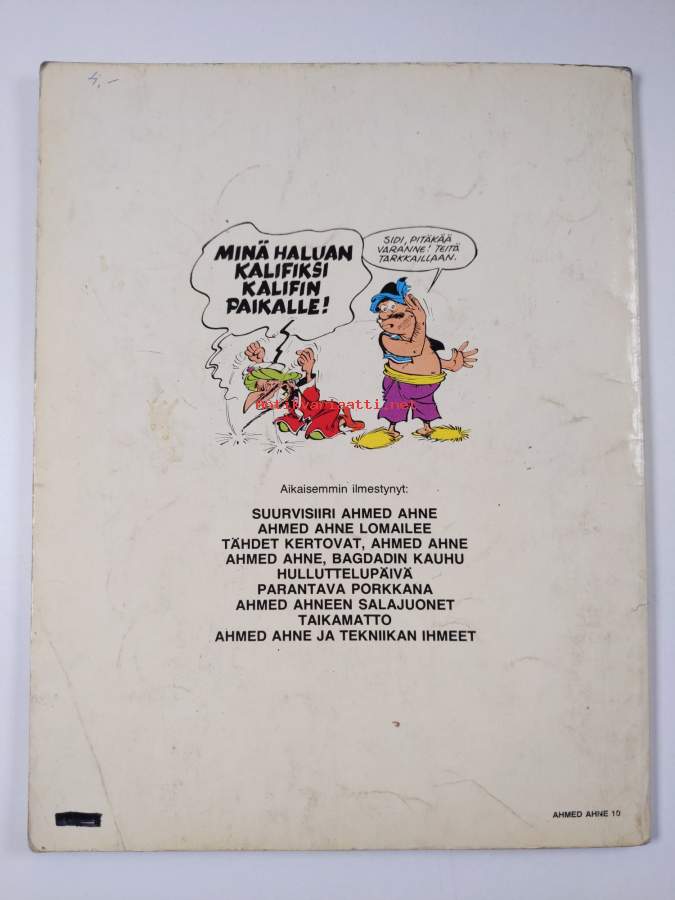 4,-
MINÄ HALUAN
KALIFIKSI
KALIFIN
PAIKALLE!
SIDI, PITÄKÄÄ
VARANNE! TEITÄ
TARKKAILLAAN.
antikvariaatti.net
Aikaisemmin ilmestynyt:
SUURVISIIRI AHMED AHNE
AHMED AHNE LOMAILEE
TÄHDET KERTOVAT, AHMED AHNE
AHMED AHNE, BAGDADIN KAUHU
HULLUTTELUPÄIVÄ
PARANTAVA PORKKANA
AHMED AHNEEN SALAJUONET
TAIKAMATTO
AHMED AHNE JA TEKNIIKAN IHMEET
AHMED AHNE 10